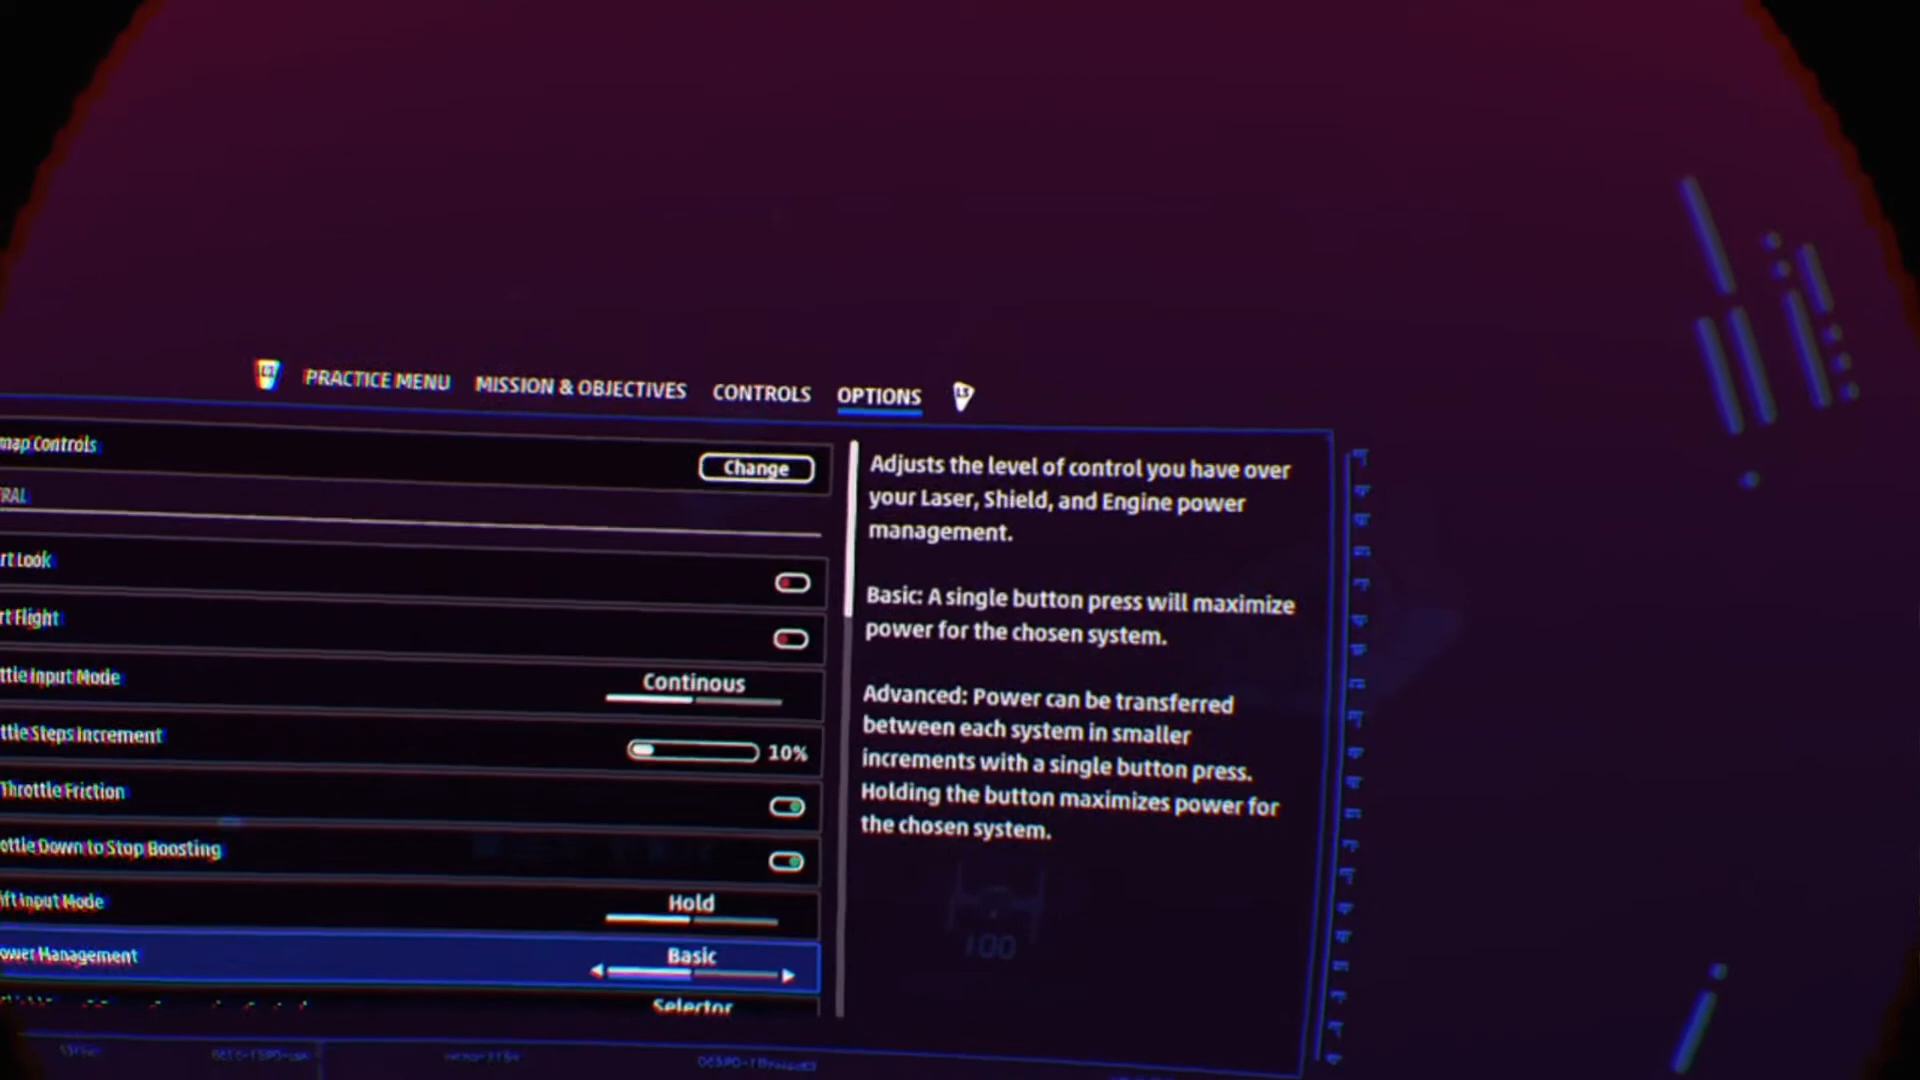 L1 PRACTICE MENU MISSION & OBJECTIVES CONTROLS OPTIONS
map Controls Change
RAL
rt Look
rt Flight
ttle Input Mode Continous
ttle Steps Increment 10%
Throttle Friction
ottle Down to Stop Boosting
ift Input Mode Hold
ower Management Basic
Selector
Adjusts the level of control you have over
your Laser, Shield, and Engine power
management.
Basic: A single button press will maximize
power for the chosen system.
Advanced: Power can be transferred
between each system in smaller
increments with a single button press.
Holding the button maximizes power for
the chosen system.
100